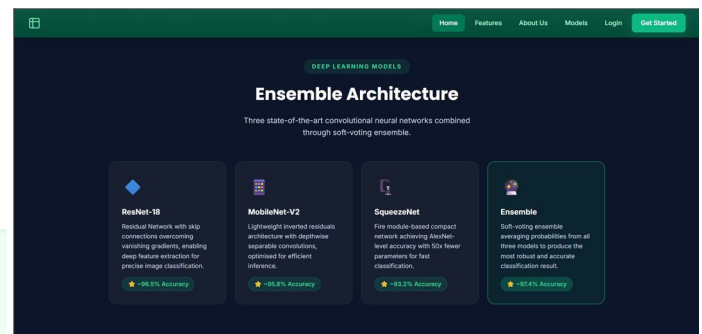 Home Features About Us Models Login Get Started
DEEP LEARNING MODELS
Ensemble Architecture
Three state-of-the-art convolutional neural networks combined
through soft-voting ensemble.
ResNet-18
Residual Network with skip
connections overcoming
vanishing gradients, enabling
deep feature extraction for
precise image classification.
~96.5% Accuracy
MobileNet-V2
Lightweight inverted residuals
architecture with depthwise
separable convolutions,
optimised for efficient
inference.
~95.8% Accuracy
SqueezeNet
Fire module-based compact
network achieving AlexNet-
level accuracy with 50x fewer
parameters for fast
classification.
~93.2% Accuracy
Ensemble
Soft-voting ensemble
averaging probabilities from all
three models to produce the
most robust and accurate
classification result.
~97.4% Accuracy